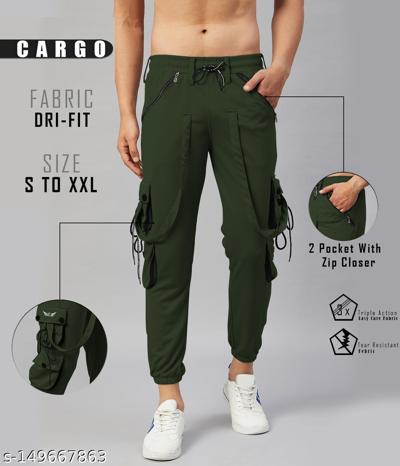 CARGO
FABRIC
DRI-FIT
SIZE
S TO XXL
2 Pocket With
Zip Closer
3 x
Triple Action
Easy Care Fabric
Tear Resistant
Fabric
s-149667863